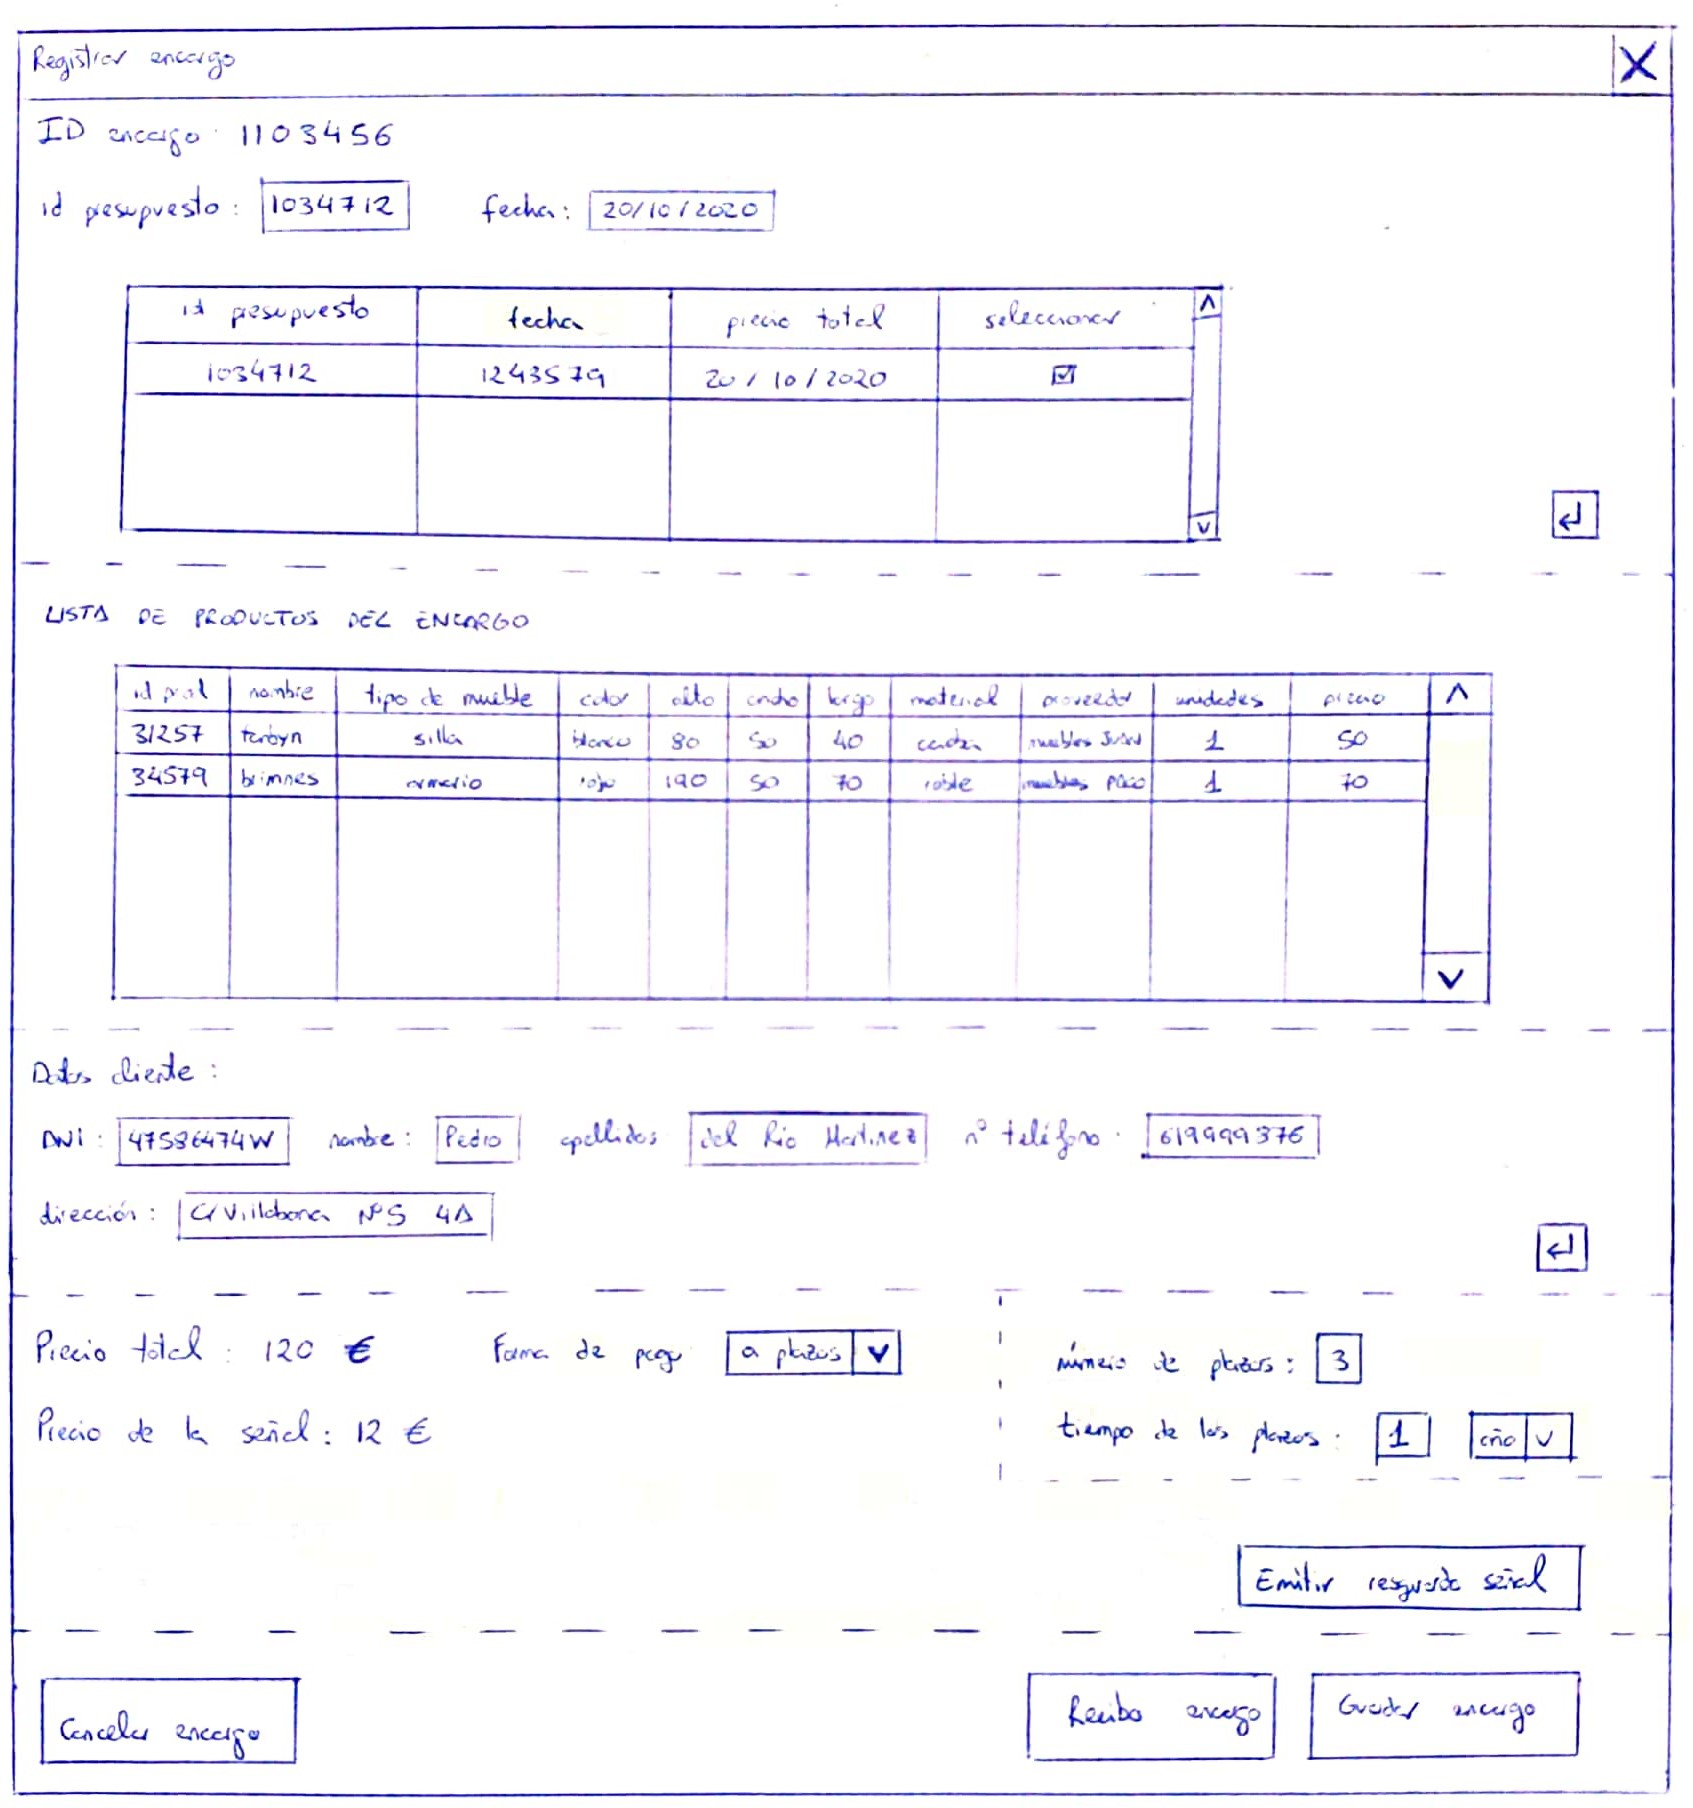 Registrar encargo X
ID encargo: 1103456
id presupuesto: 1034712 fecha: 20/10/2020
id presupuesto fecha precio total seleccionar
1034712 1243579 20/10/2020
LISTA DE PRODUCTOS DEL ENCARGO
id prod nombre tipo de mueble color alto ancho largo material proveedor unidades precio
31257 silla blanco 80 50 40 muebles Juan 1 50
34579 brimnes armario rojo 190 50 70 roble muebles Paco 1 70
Datos cliente:
DNI: 47586474W nombre: Pedro apellidos del Rio Martinez nº teléfono: 619999376
dirección: C/ Villabona Nº5 4A
Precio total: 120 € Forma de pago a plazos número de plazos: 3
Precio de la señal: 12 € tiempo de los plazos: 1 año
Emitir resguardo señal
Cancelar encargo Recibo encargo Guardar encargo